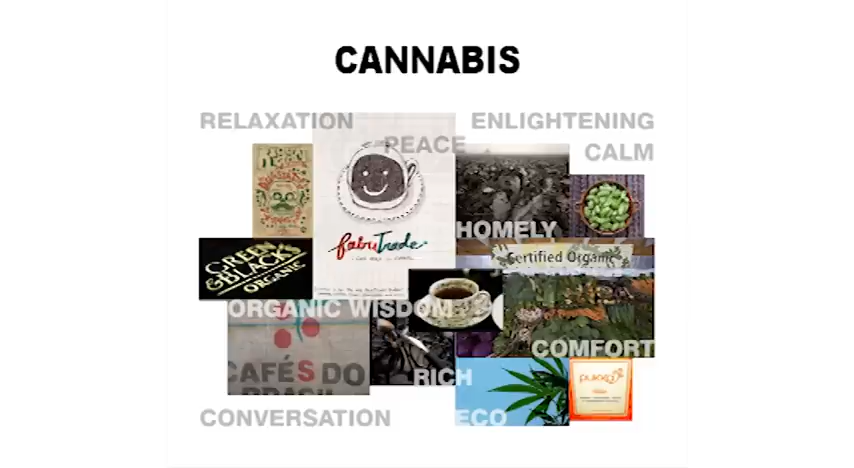 CANNABIS
RELAXATION
ENLIGHTENING
PEACE
CALM
HOMELY
fabuTrade
GREEN
&BLACKS
ORGANIC
Certified Organic
ORGANIC WISDOM
COMFORT
CAFÉS DO
BRASIL
RICH
CONVERSATION
ECO